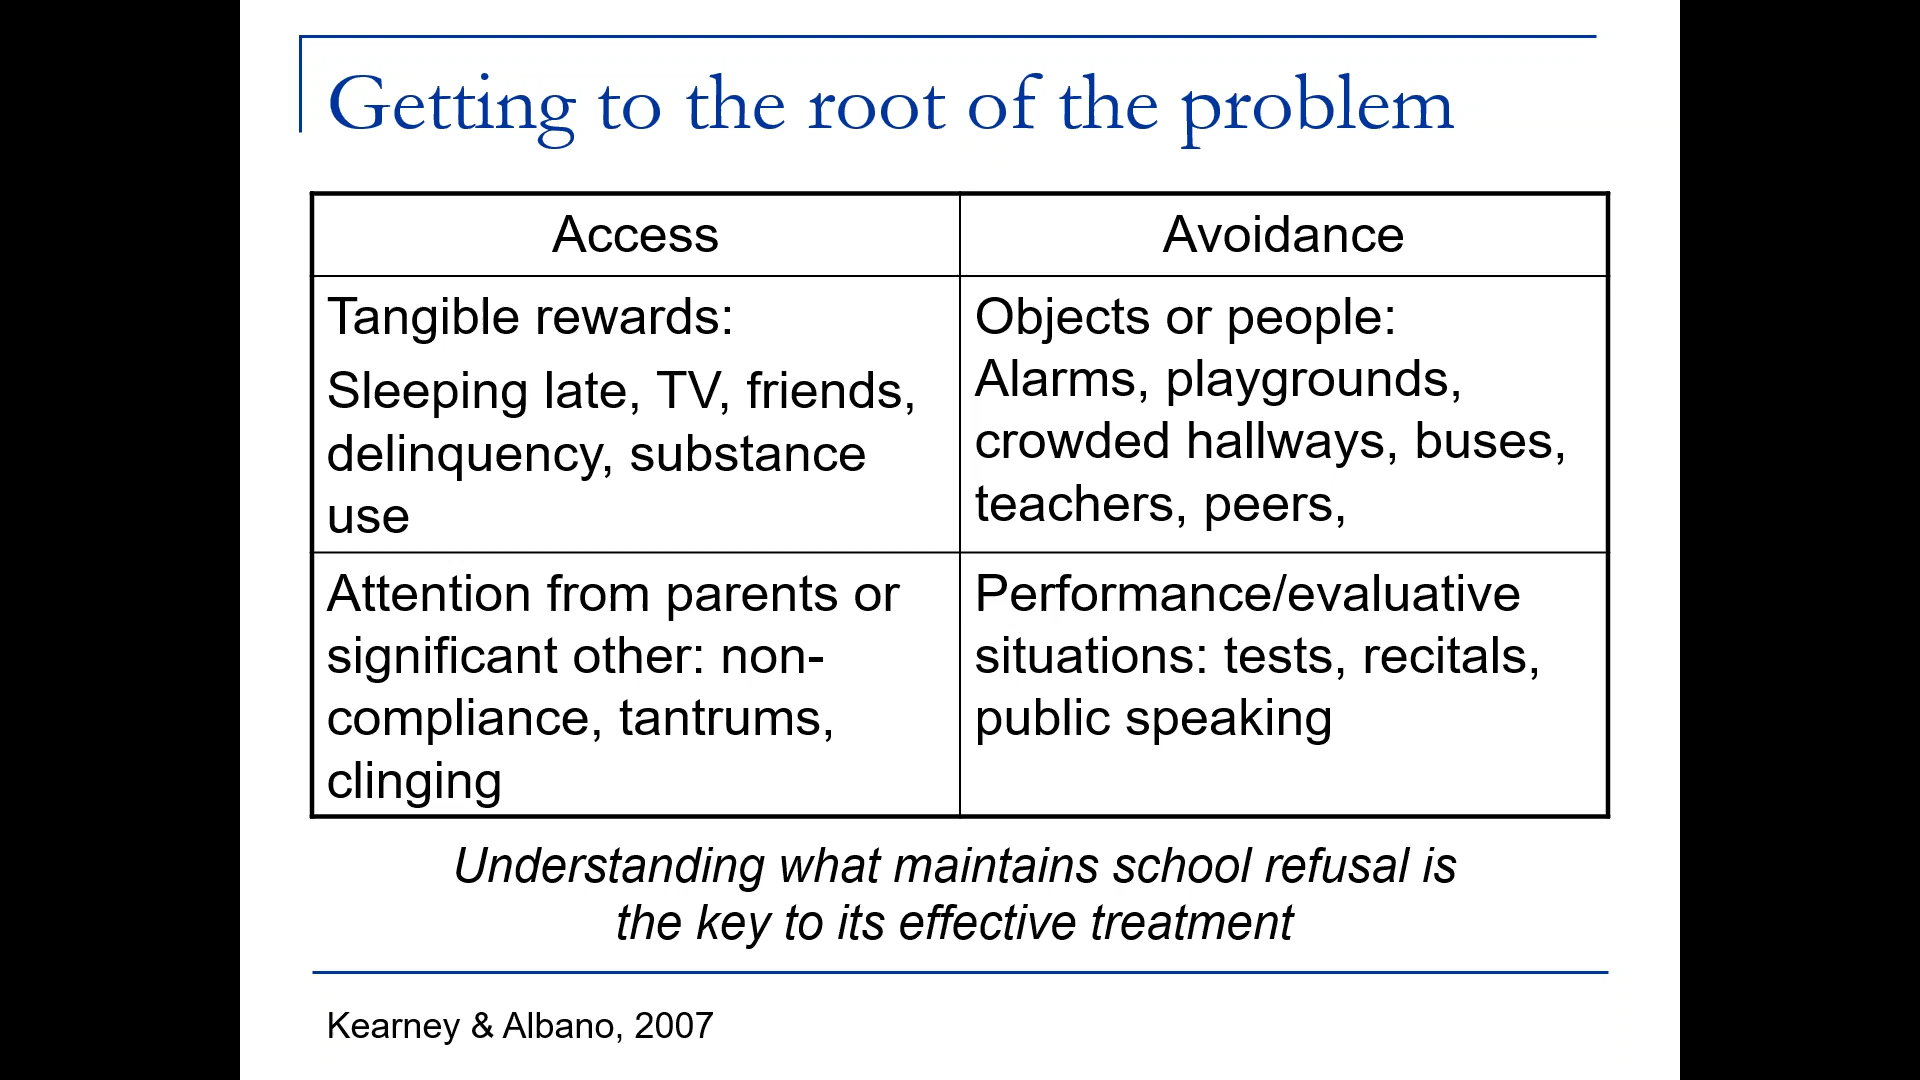 Getting to the root of the problem
Access
Avoidance
Tangible rewards:
Sleeping late, TV, friends,
delinquency, substance
use
Objects or people:
Alarms, playgrounds,
crowded hallways, buses,
teachers, peers,
Attention from parents or
significant other: non-
compliance, tantrums,
clinging
Performance/evaluative
situations: tests, recitals,
public speaking
Understanding what maintains school refusal is
the key to its effective treatment
Kearney & Albano, 2007